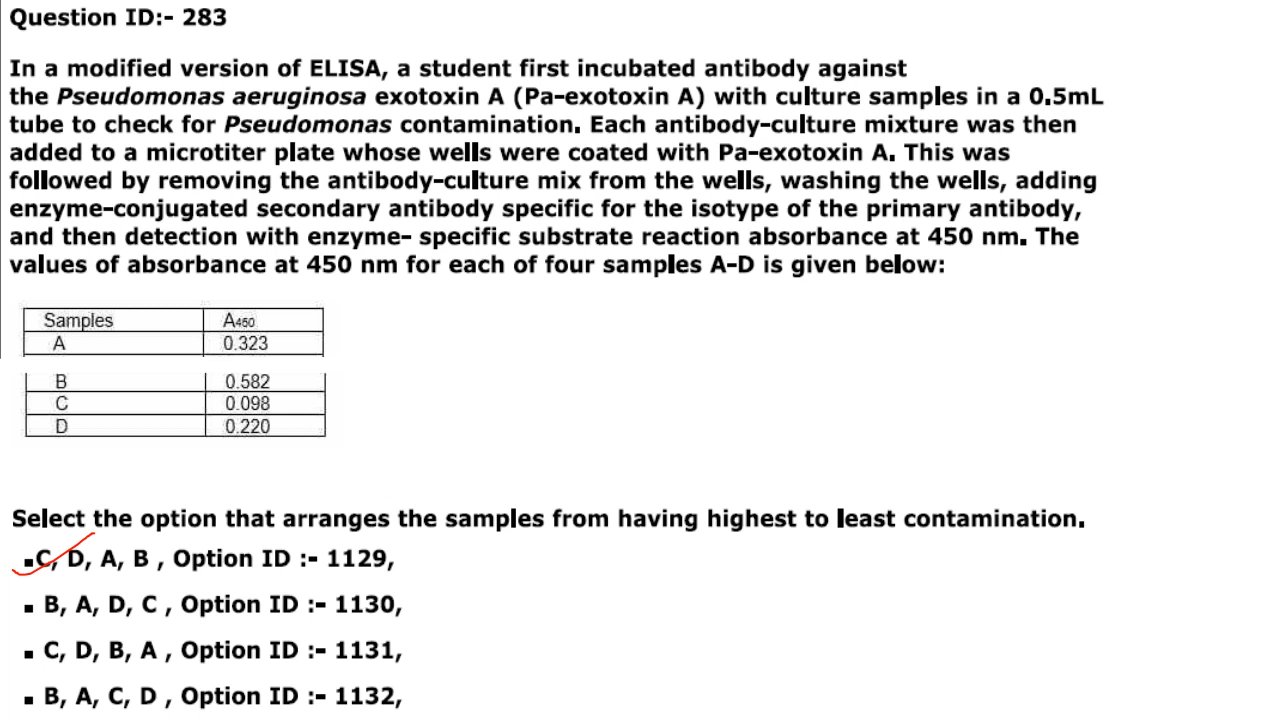 Question ID:- 283
In a modified version of ELISA, a student first incubated antibody against
the Pseudomonas aeruginosa exotoxin A (Pa-exotoxin A) with culture samples in a 0.5mL
tube to check for Pseudomonas contamination. Each antibody-culture mixture was then
added to a microtiter plate whose wells were coated with Pa-exotoxin A. This was
followed by removing the antibody-culture mix from the wells, washing the wells, adding
enzyme-conjugated secondary antibody specific for the isotype of the primary antibody,
and then detection with enzyme- specific substrate reaction absorbance at 450 nm. The
values of absorbance at 450 nm for each of four samples A-D is given below:
Samples A450
A 0.323
B 0.582
C 0.098
D 0.220
Select the option that arranges the samples from having highest to least contamination.
▪C, D, A, B , Option ID :- 1129,
▪ B, A, D, C , Option ID :- 1130,
▪ C, D, B, A , Option ID :- 1131,
▪ B, A, C, D , Option ID :- 1132,